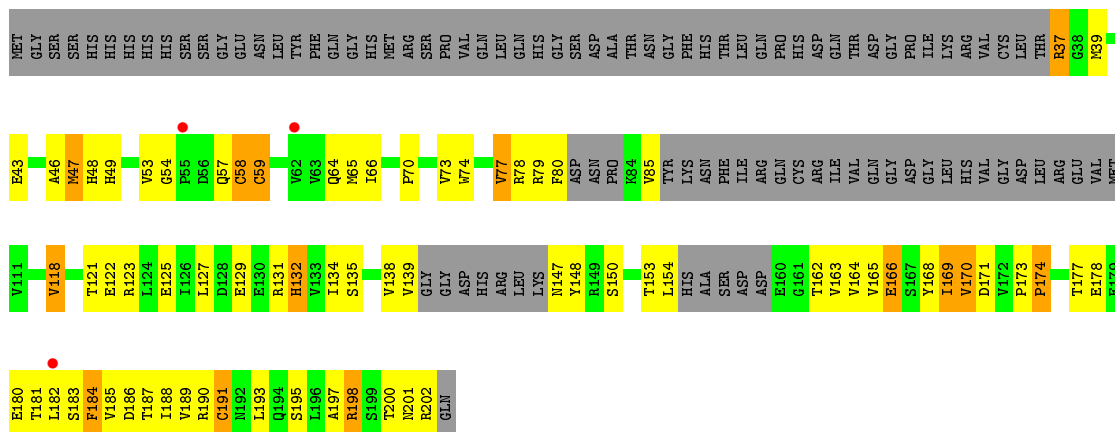 MET GLY SER SER HIS HIS HIS HIS HIS HIS SER SER GLY GLU ASN LEU TYR PHE GLN GLY HIS MET ARG SER PRO VAL GLN LEU GLN HIS GLY SER ASP ALA THR ASN GLY PHE HIS THR LEU GLN PRO HIS ASP GLN THR ASP GLY PRO ILE LYS ARG VAL CYS LEU THR R37 G38 M39
E43 A46 M47 H48 H49 V53 G54 P55 D56 Q57 C58 C59 V62 V63 Q64 M65 I66 P70 V73 W74 V77 R78 R79 F80 ASP ASN PRO K84 V85 TYR LYS ASN PHE ILE ARG GLN CYS ARG ILE VAL GLN GLY ASP GLY LEU HIS VAL GLY ASP LEU ARG GLU VAL MET
V111 V118 T121 E122 R123 L124 E125 I126 L127 D128 E129 E130 R131 H132 V133 I134 S135 V138 V139 GLY GLY ASP HIS ARG LEU LYS N147 Y148 R149 S150 T153 L154 HIS ALA SER ASP ASP E160 G161 T162 V163 V164 V165 E166 S167 Y168 I169 V170 D171 V172 P173 P174 T177 E178 E179
E180 T181 L182 S183 F184 V185 D186 T187 I188 V189 R190 C191 N192 L193 Q194 S195 L196 A197 R198 S199 T200 N201 R202 GLN